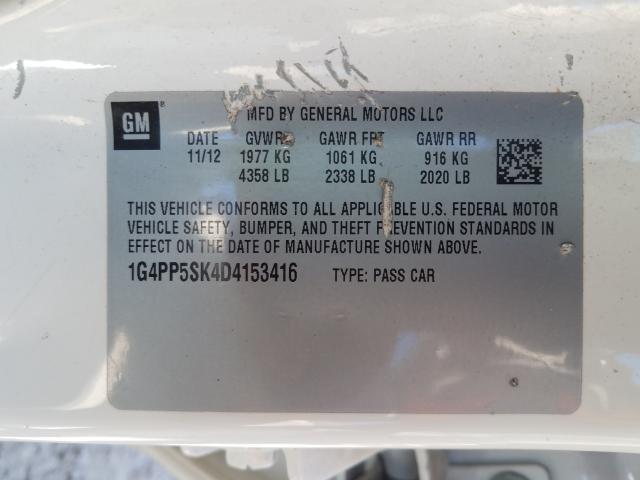 GM ®
MFD BY GENERAL MOTORS LLC
DATE GVWR GAWR FRT GAWR RR
11/12 1977 KG 1061 KG 916 KG
4358 LB 2338 LB 2020 LB
THIS VEHICLE CONFORMS TO ALL APPLICABLE U.S. FEDERAL MOTOR
VEHICLE SAFETY, BUMPER, AND THEFT PREVENTION STANDARDS IN
EFFECT ON THE DATE OF MANUFACTURE SHOWN ABOVE.
1G4PP5SK4D4153416 TYPE: PASS CAR